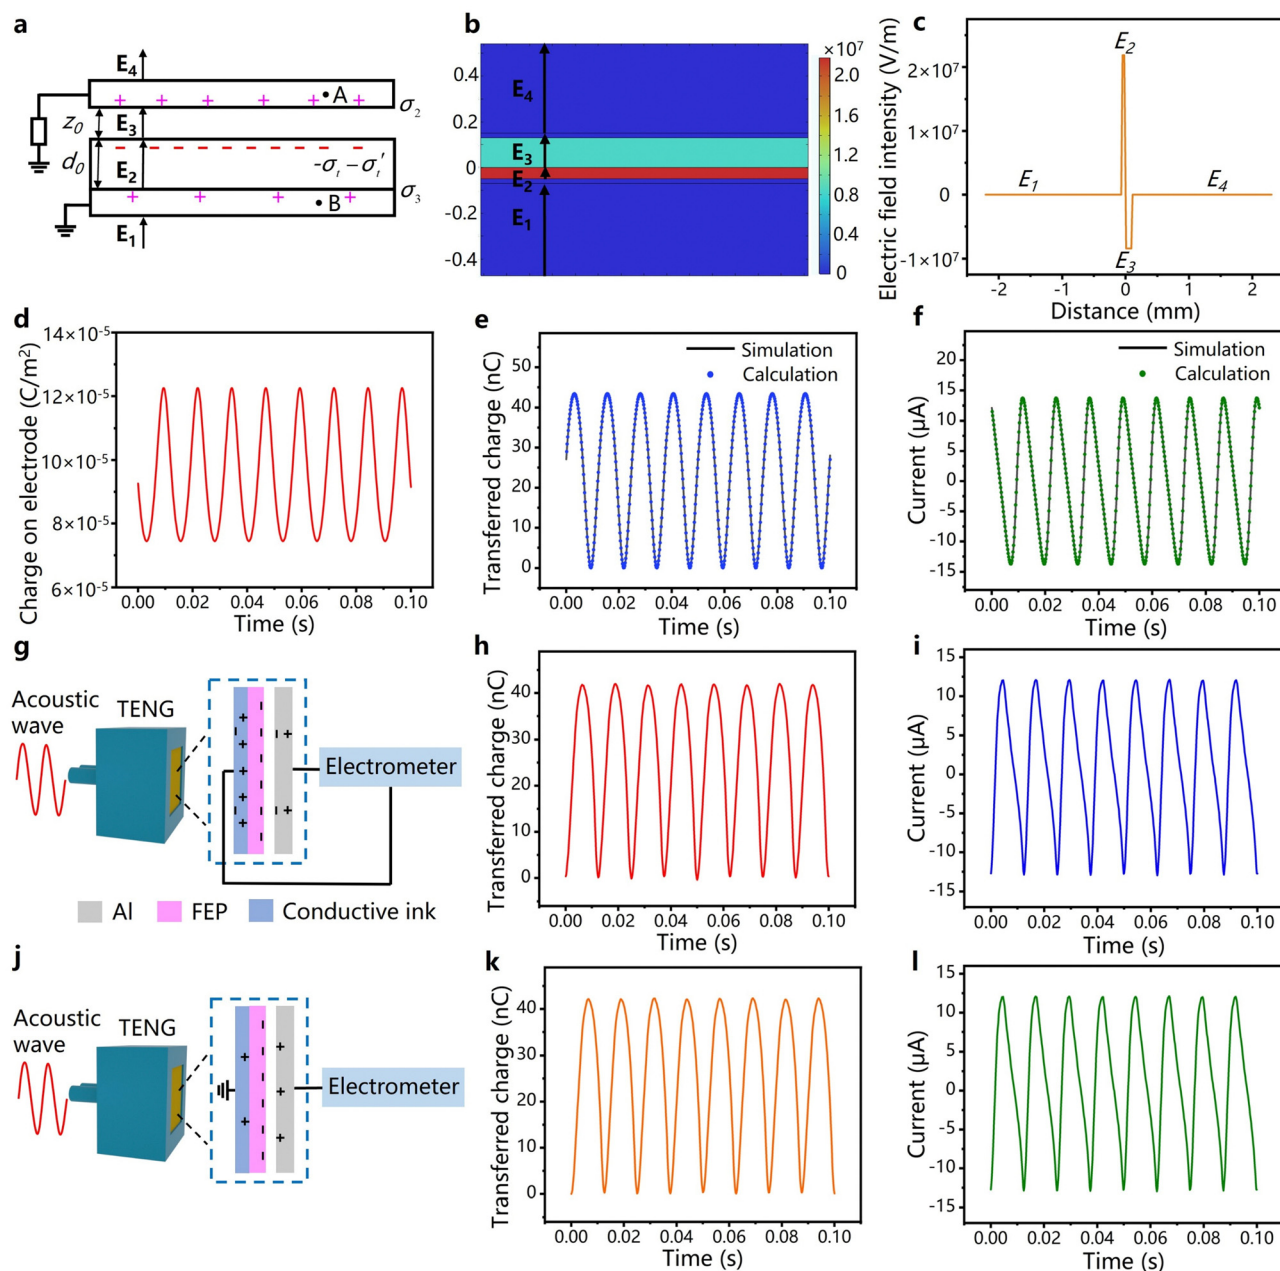 a
E4
A
σ2
z0
E3
d0
E2
-σt – σt′
σ3
B
E1
b
×10⁷
0.4
0.2
0
-0.2
-0.4
E4
E3
E2
E1
2
1.6
1.2
0.8
0.4
0
c
Electric field intensity (V/m)
2×10⁷
1×10⁷
0
-1×10⁷
E1
E2
E3
E4
-2
-1
0
1
2
Distance (mm)
d
Charge on electrode (C/m²)
14×10⁻⁵
12×10⁻⁵
10×10⁻⁵
8×10⁻⁵
6×10⁻⁵
0.00 0.02 0.04 0.06 0.08 0.10
Time (s)
e
Transferred charge (nC)
50
40
30
20
10
0
Simulation
Calculation
0.00 0.02 0.04 0.06 0.08 0.10
Time (s)
f
Current (μA)
20
15
10
5
0
-5
-10
-15
Simulation
Calculation
0.00 0.02 0.04 0.06 0.08 0.10
Time (s)
g
Acoustic
wave
TENG
Electrometer
Al
FEP
Conductive ink
h
Transferred charge (nC)
40
30
20
10
0
0.00 0.02 0.04 0.06 0.08 0.10
Time (s)
i
Current (μA)
15
10
5
0
-5
-10
-15
0.00 0.02 0.04 0.06 0.08 0.10
Time (s)
j
Acoustic
wave
TENG
Electrometer
k
Transferred charge (nC)
40
30
20
10
0
0.00 0.02 0.04 0.06 0.08 0.10
Time (s)
l
Current (μA)
15
10
5
0
-5
-10
-15
0.00 0.02 0.04 0.06 0.08 0.10
Time (s)